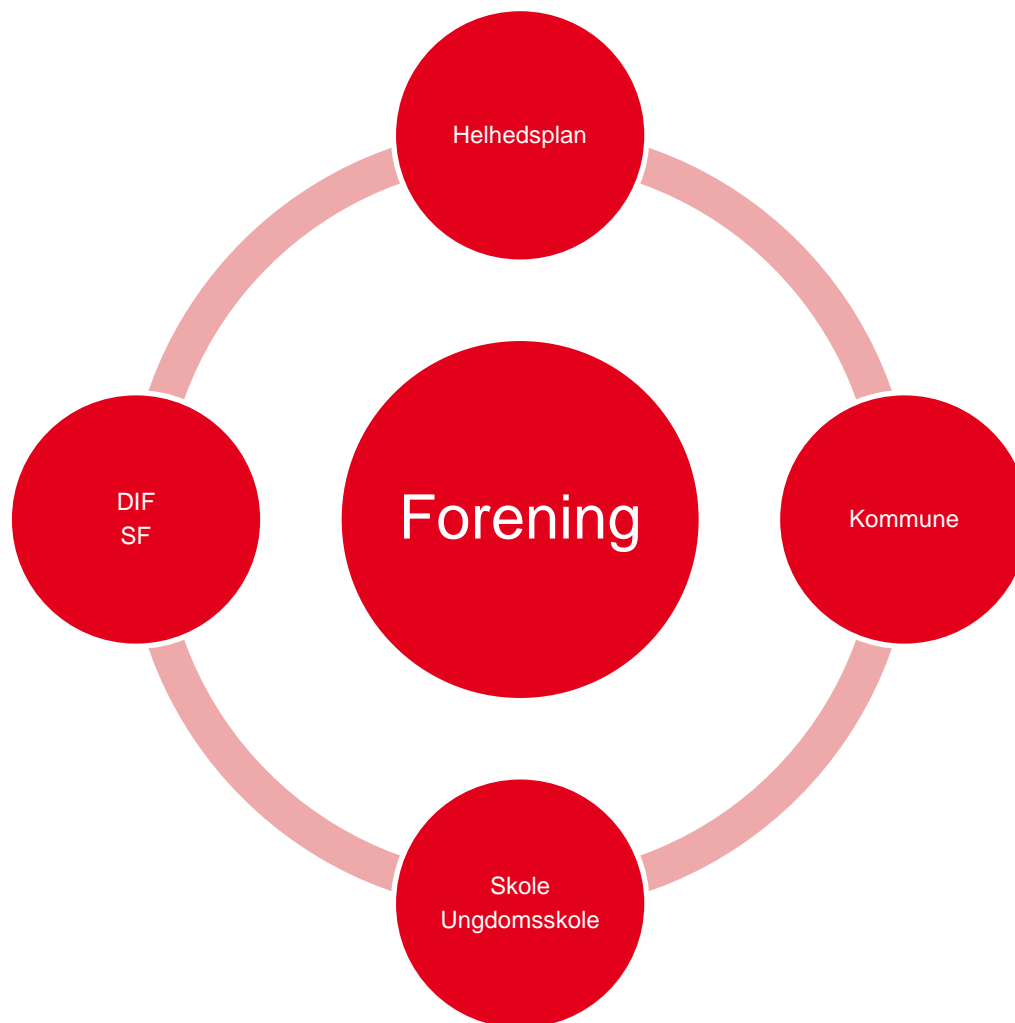 Helhedsplan
DIF
SF
Forening
Kommune
Skole
Ungdomsskole